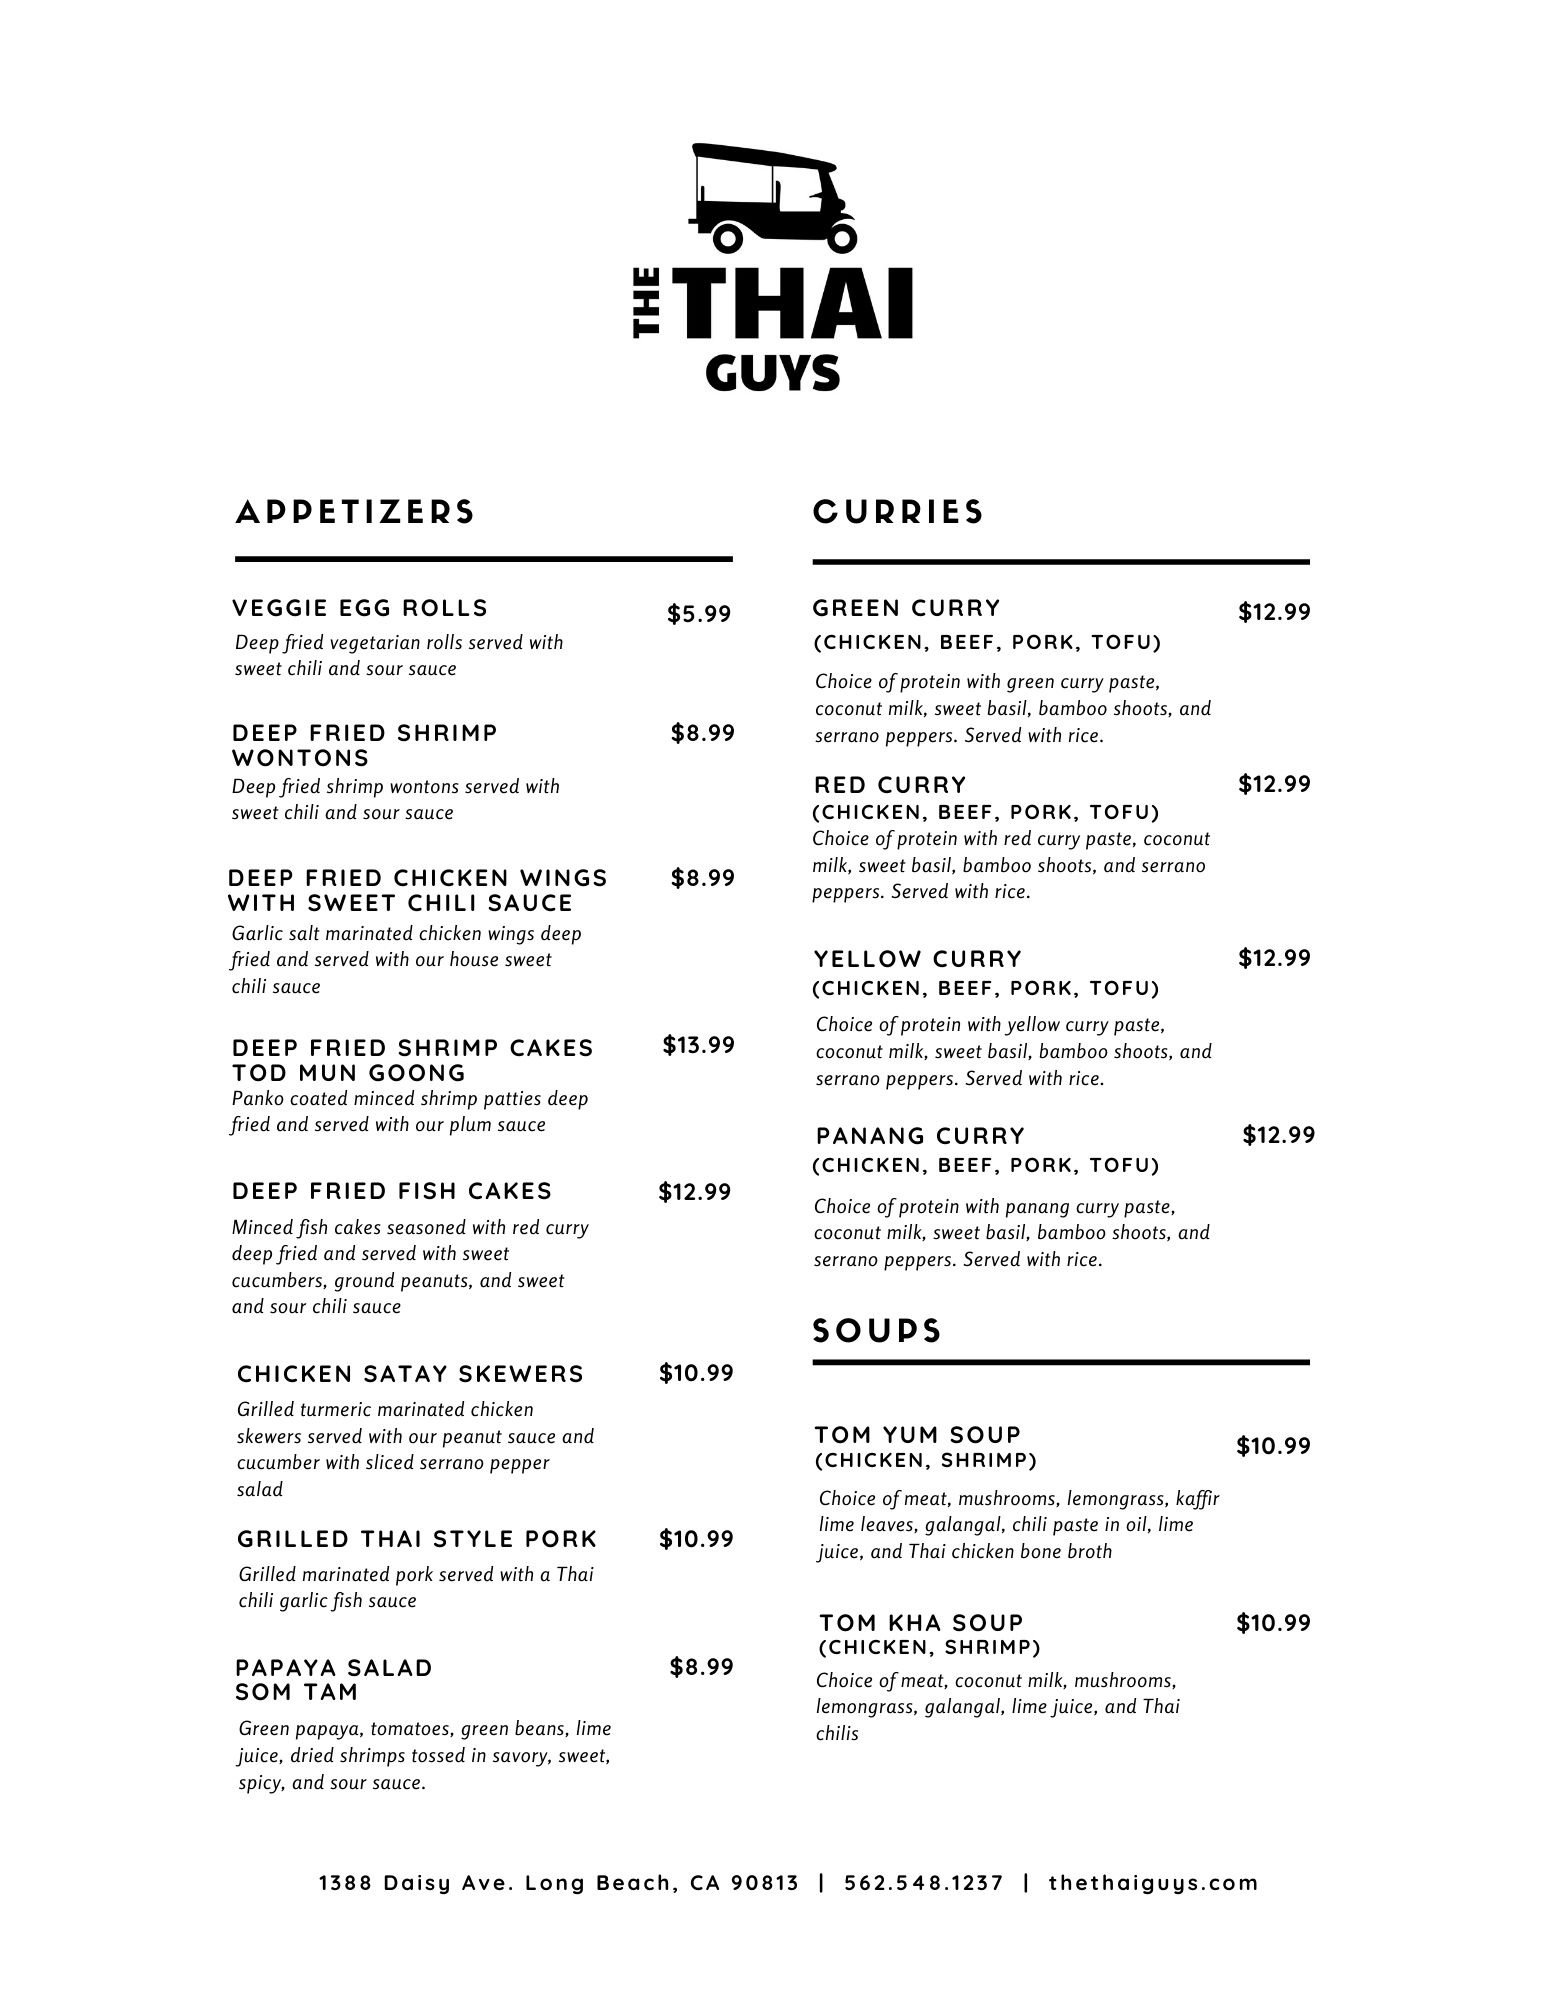 THE THAI
GUYS
APPETIZERS
VEGGIE EGG ROLLS $5.99
Deep fried vegetarian rolls served with
sweet chili and sour sauce
DEEP FRIED SHRIMP $8.99
WONTONS
Deep fried shrimp wontons served with
sweet chili and sour sauce
DEEP FRIED CHICKEN WINGS $8.99
WITH SWEET CHILI SAUCE
Garlic salt marinated chicken wings deep
fried and served with our house sweet
chili sauce
DEEP FRIED SHRIMP CAKES $13.99
TOD MUN GOONG
Panko coated minced shrimp patties deep
fried and served with our plum sauce
DEEP FRIED FISH CAKES $12.99
Minced fish cakes seasoned with red curry
deep fried and served with sweet
cucumbers, ground peanuts, and sweet
and sour chili sauce
CHICKEN SATAY SKEWERS $10.99
Grilled turmeric marinated chicken
skewers served with our peanut sauce and
cucumber with sliced serrano pepper
salad
GRILLED THAI STYLE PORK $10.99
Grilled marinated pork served with a Thai
chili garlic fish sauce
PAPAYA SALAD $8.99
SOM TAM
Green papaya, tomatoes, green beans, lime
juice, dried shrimps tossed in savory, sweet,
spicy, and sour sauce.
CURRIES
GREEN CURRY $12.99
(CHICKEN, BEEF, PORK, TOFU)
Choice of protein with green curry paste,
coconut milk, sweet basil, bamboo shoots, and
serrano peppers. Served with rice.
RED CURRY $12.99
(CHICKEN, BEEF, PORK, TOFU)
Choice of protein with red curry paste, coconut
milk, sweet basil, bamboo shoots, and serrano
peppers. Served with rice.
YELLOW CURRY $12.99
(CHICKEN, BEEF, PORK, TOFU)
Choice of protein with yellow curry paste,
coconut milk, sweet basil, bamboo shoots, and
serrano peppers. Served with rice.
PANANG CURRY $12.99
(CHICKEN, BEEF, PORK, TOFU)
Choice of protein with panang curry paste,
coconut milk, sweet basil, bamboo shoots, and
serrano peppers. Served with rice.
SOUPS
TOM YUM SOUP $10.99
(CHICKEN, SHRIMP)
Choice of meat, mushrooms, lemongrass, kaffir
lime leaves, galangal, chili paste in oil, lime
juice, and Thai chicken bone broth
TOM KHA SOUP $10.99
(CHICKEN, SHRIMP)
Choice of meat, coconut milk, mushrooms,
lemongrass, galangal, lime juice, and Thai
chilis
1388 Daisy Ave. Long Beach, CA 90813 | 562.548.1237 | thethaiguys.com